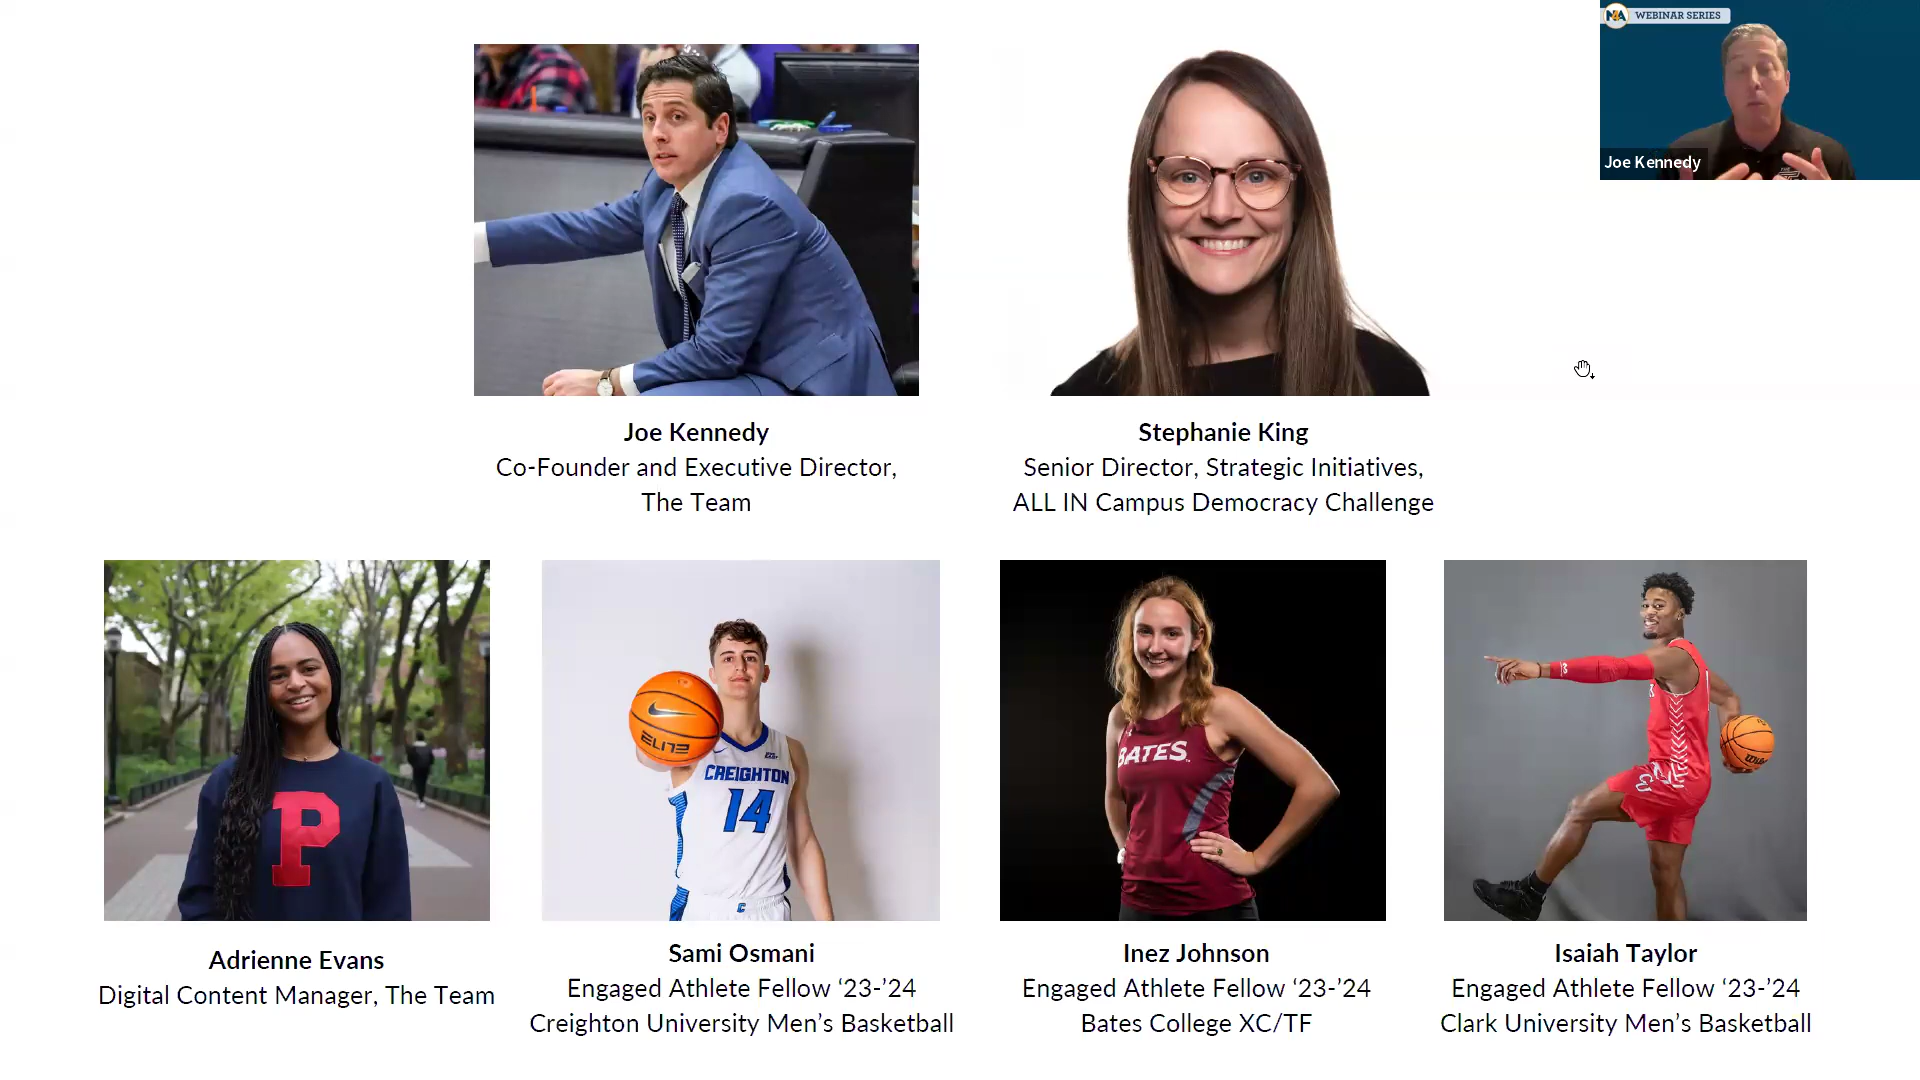 WEBINAR SERIES
Joe Kennedy
Joe Kennedy
Co-Founder and Executive Director,
The Team
Stephanie King
Senior Director, Strategic Initiatives,
ALL IN Campus Democracy Challenge
P
ELITE
CREIGHTON
14
BATES
Adrienne Evans
Digital Content Manager, The Team
Sami Osmani
Engaged Athlete Fellow ‘23-’24
Creighton University Men’s Basketball
Inez Johnson
Engaged Athlete Fellow ‘23-’24
Bates College XC/TF
Isaiah Taylor
Engaged Athlete Fellow ‘23-’24
Clark University Men’s Basketball